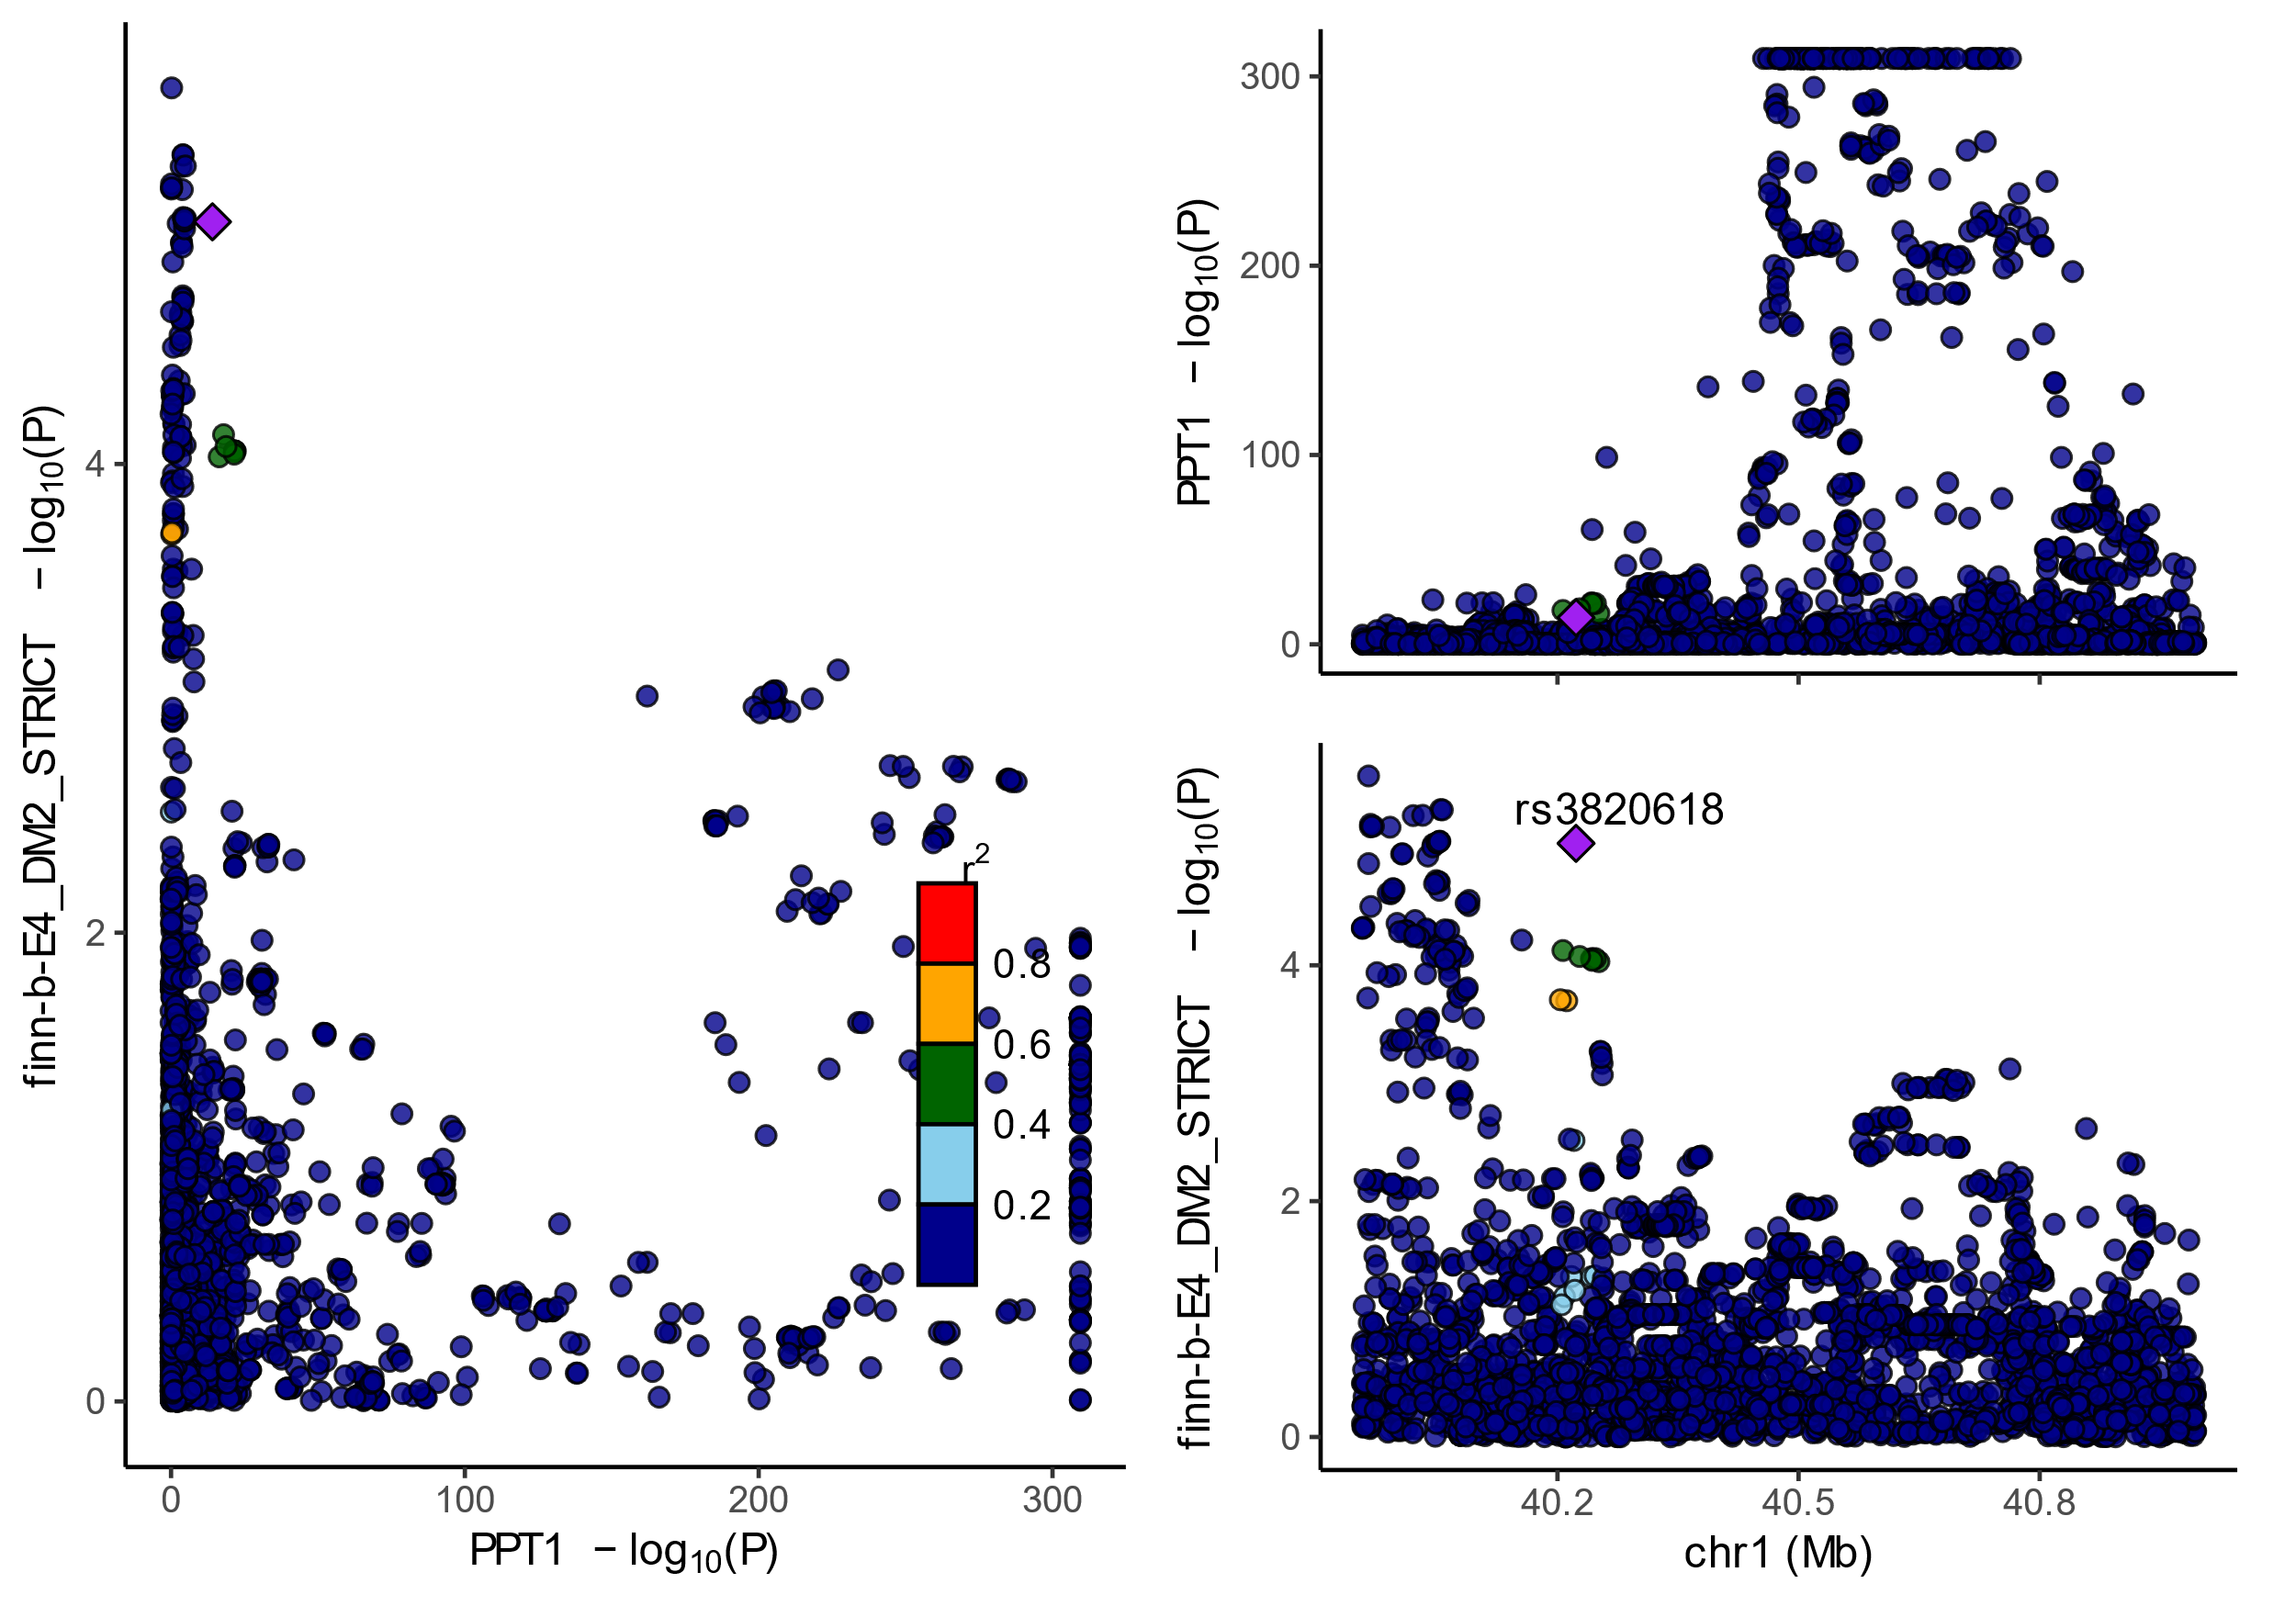 finn-b-E4_DM2_STRICT − log10(P)
4
2
0
0 100 200 300
PPT1 − log10(P)
r2
0.8
0.6
0.4
0.2
PPT1 − log10(P)
300
200
100
0
finn-b-E4_DM2_STRICT − log10(P)
rs3820618
4
2
0
40.2 40.5 40.8
chr1 (Mb)